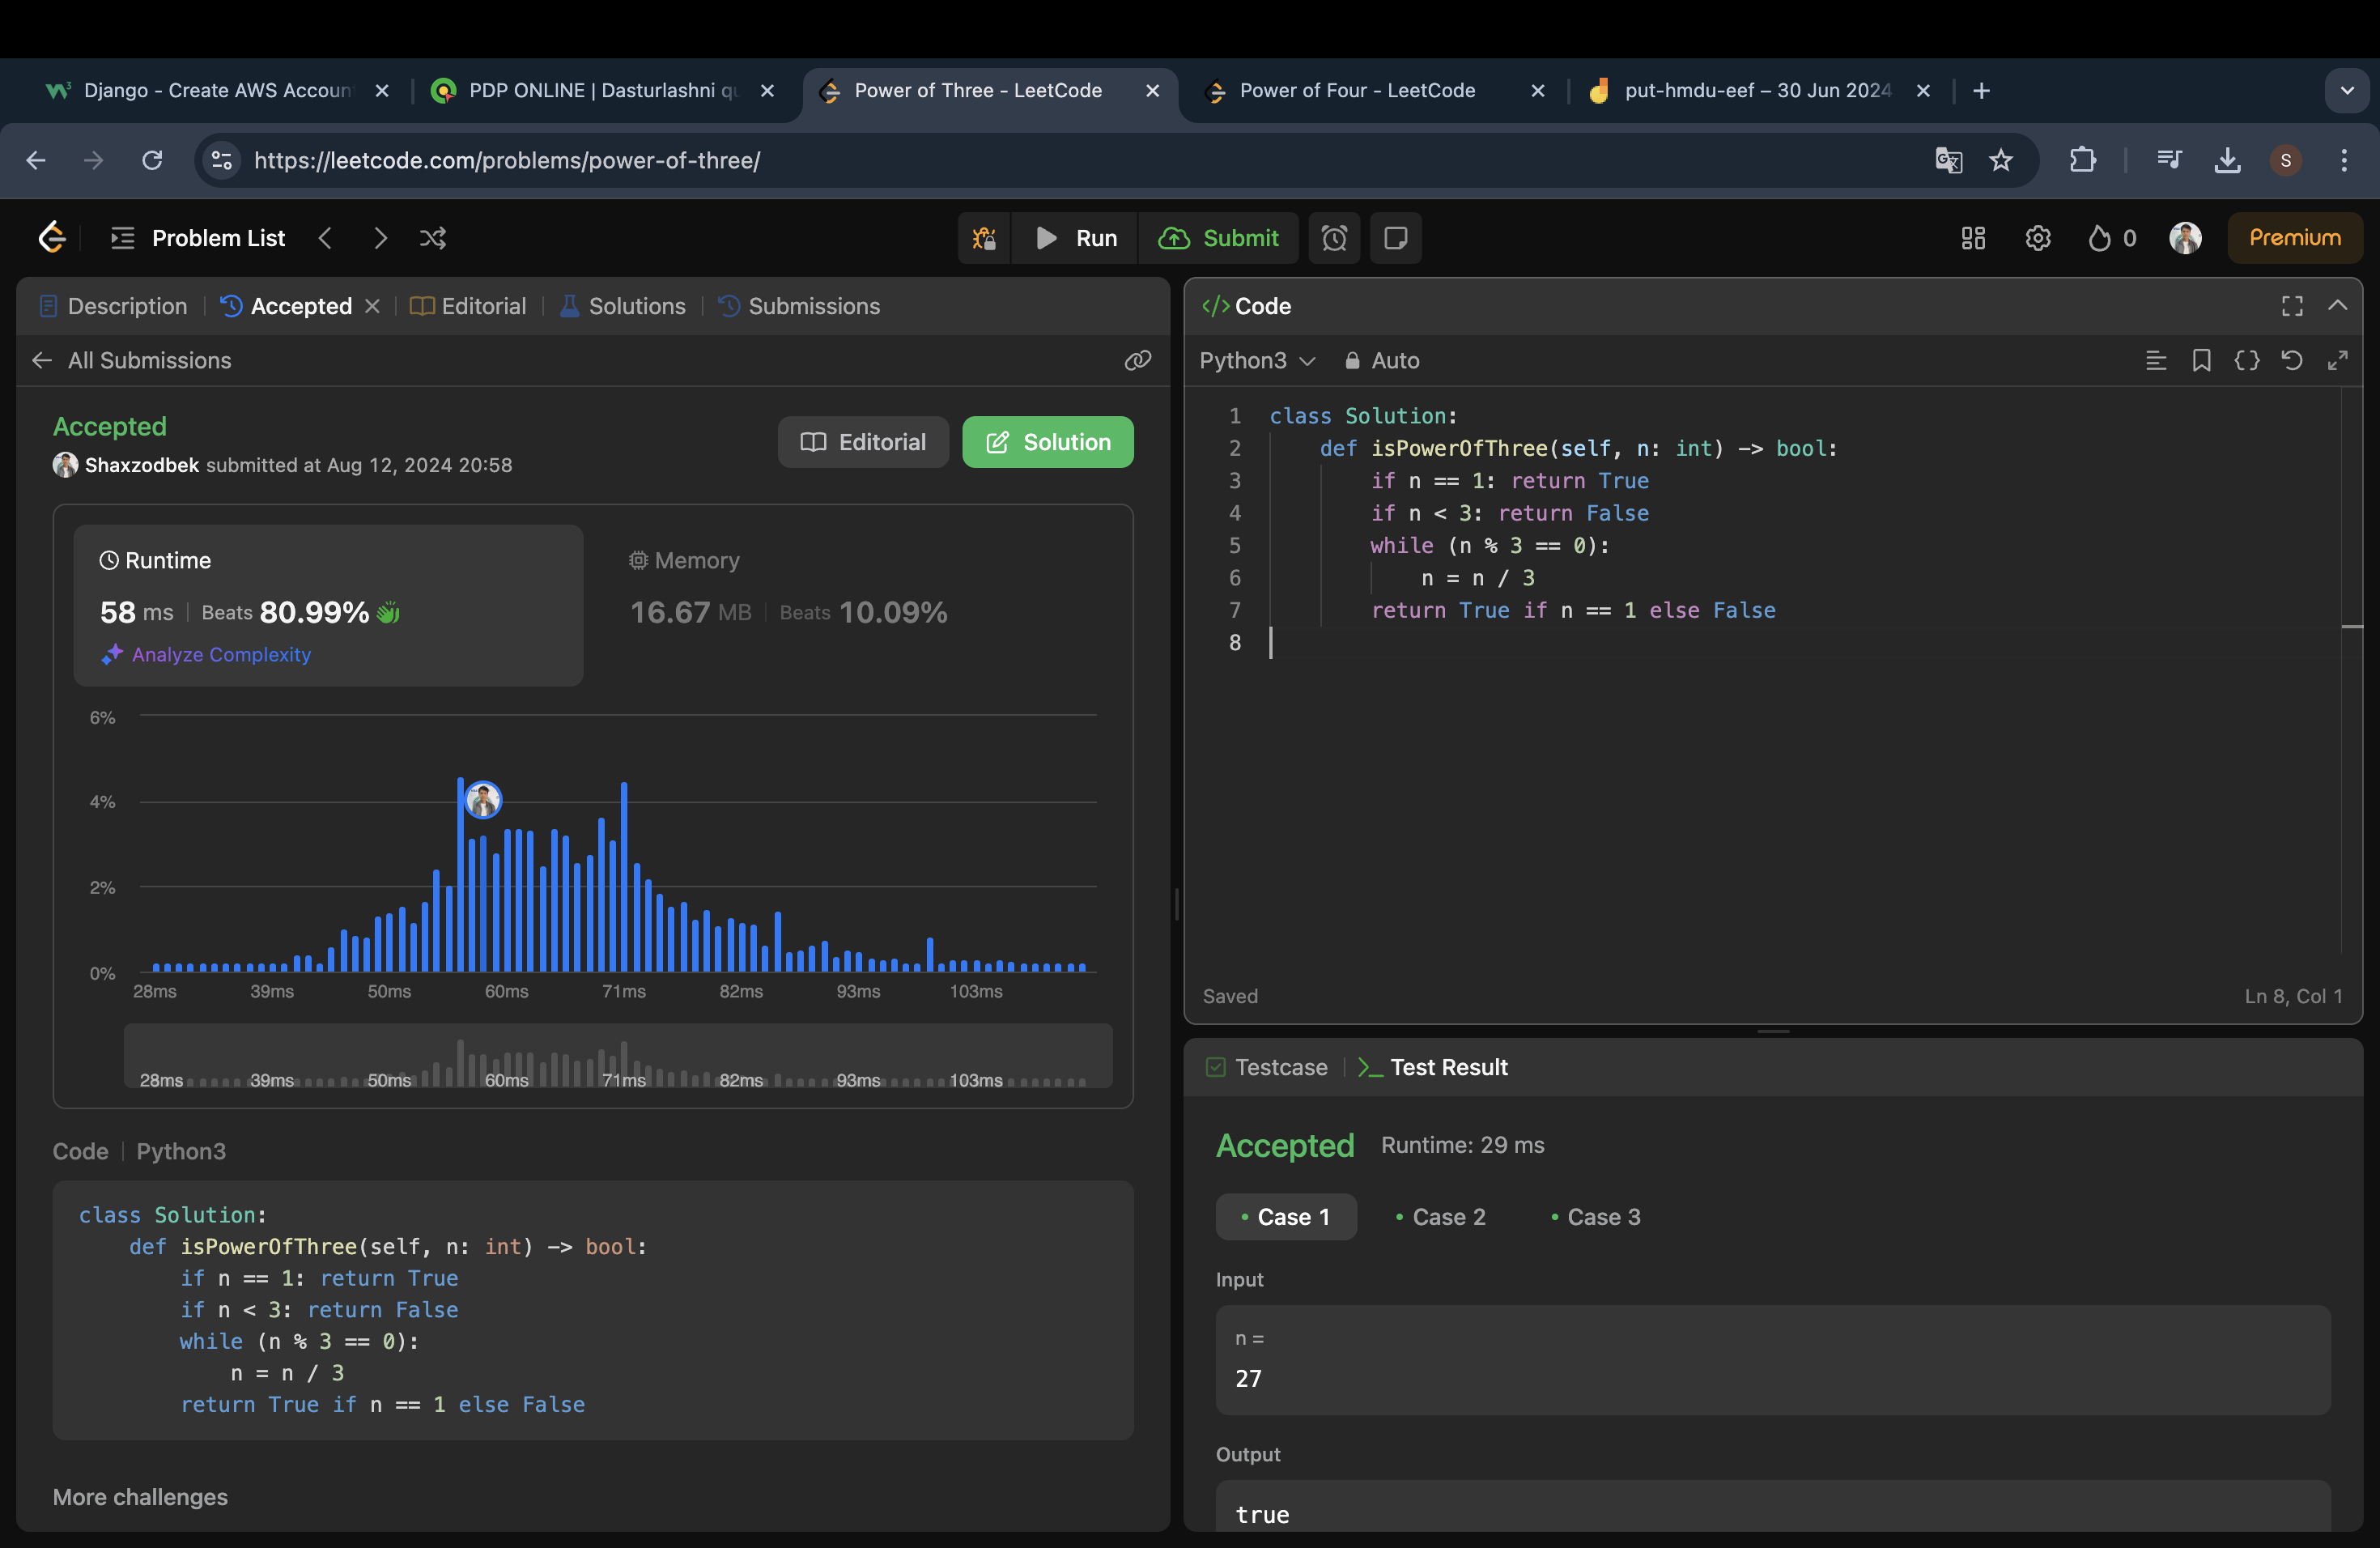 Django - Create AWS Accoun
PDP ONLINE | Dasturlashni qu
Power of Three - LeetCode
Power of Four - LeetCode
put-hmdu-eef – 30 Jun 2024
https://leetcode.com/problems/power-of-three/
S
Problem List
Run
Submit
0
Premium
Description
Accepted
Editorial
Solutions
Submissions
All Submissions
Accepted
Shaxzodbek submitted at Aug 12, 2024 20:58
Editorial
Solution
Runtime
58 ms | Beats 80.99%
Analyze Complexity
Memory
16.67 MB | Beats 10.09%
6%
4%
2%
0%
28ms 39ms 50ms 60ms 71ms 82ms 93ms 103ms
28ms 39ms 50ms 60ms 71ms 82ms 93ms 103ms
Code | Python3
class Solution:
    def isPowerOfThree(self, n: int) -> bool:
        if n == 1: return True
        if n < 3: return False
        while (n % 3 == 0):
            n = n / 3
        return True if n == 1 else False
More challenges
</> Code
Python3
Auto
1 class Solution:
2     def isPowerOfThree(self, n: int) -> bool:
3         if n == 1: return True
4         if n < 3: return False
5         while (n % 3 == 0):
6             n = n / 3
7         return True if n == 1 else False
8
Saved
Ln 8, Col 1
Testcase
Test Result
Accepted
Runtime: 29 ms
Case 1
Case 2
Case 3
Input
n =
27
Output
true